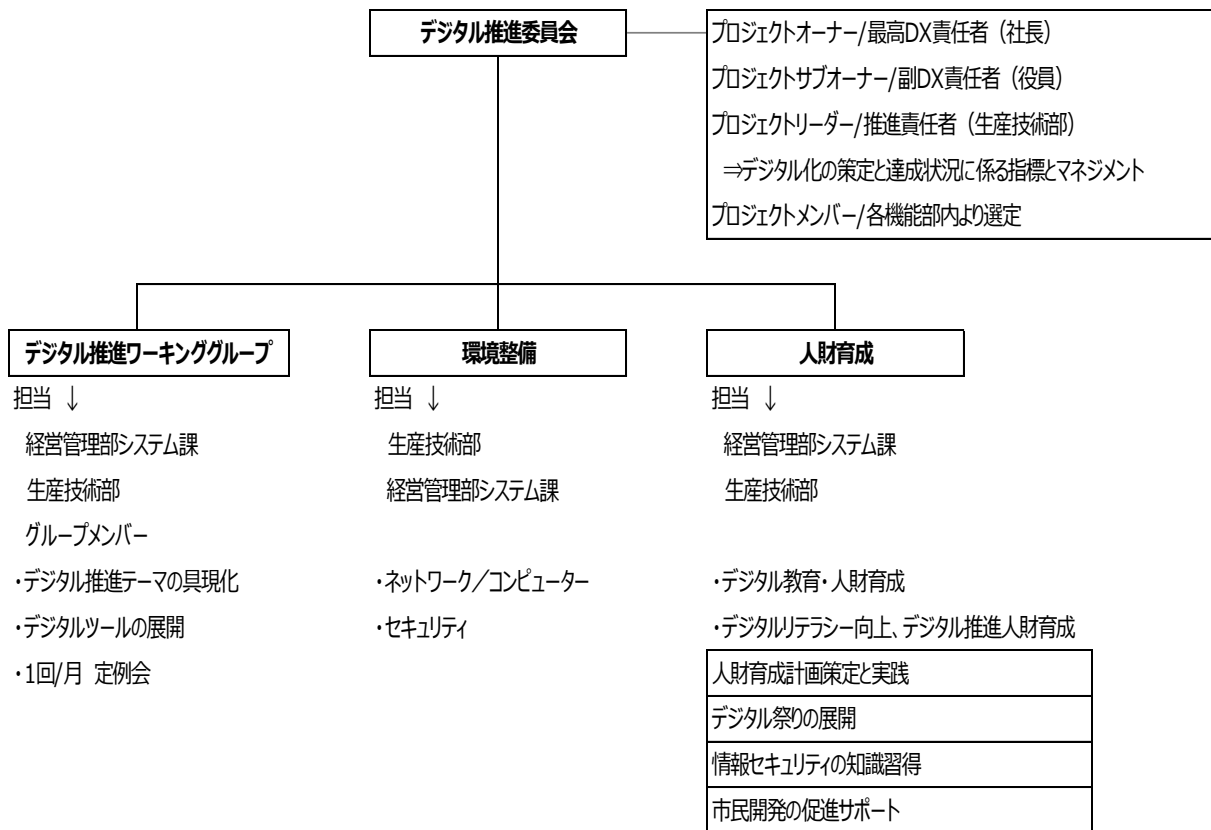 デジタル推進委員会
プロジェクトオーナー/最高DX責任者（社長）
プロジェクトサブオーナー/副DX責任者（役員）
プロジェクトリーダー/推進責任者（生産技術部）
⇒デジタル化の策定と達成状況に係る指標とマネジメント
プロジェクトメンバー/各機能部内より選定
デジタル推進ワーキンググループ
担当 ↓
経営管理部システム課
生産技術部
グループメンバー
・デジタル推進テーマの具現化
・デジタルツールの展開
・1回/月 定例会
環境整備
担当 ↓
生産技術部
経営管理部システム課
・ネットワーク／コンピューター
・セキュリティ
人財育成
担当 ↓
経営管理部システム課
生産技術部
・デジタル教育・人財育成
・デジタルリテラシー向上、デジタル推進人財育成
人財育成計画策定と実践
デジタル祭りの展開
情報セキュリティの知識習得
市民開発の促進サポート